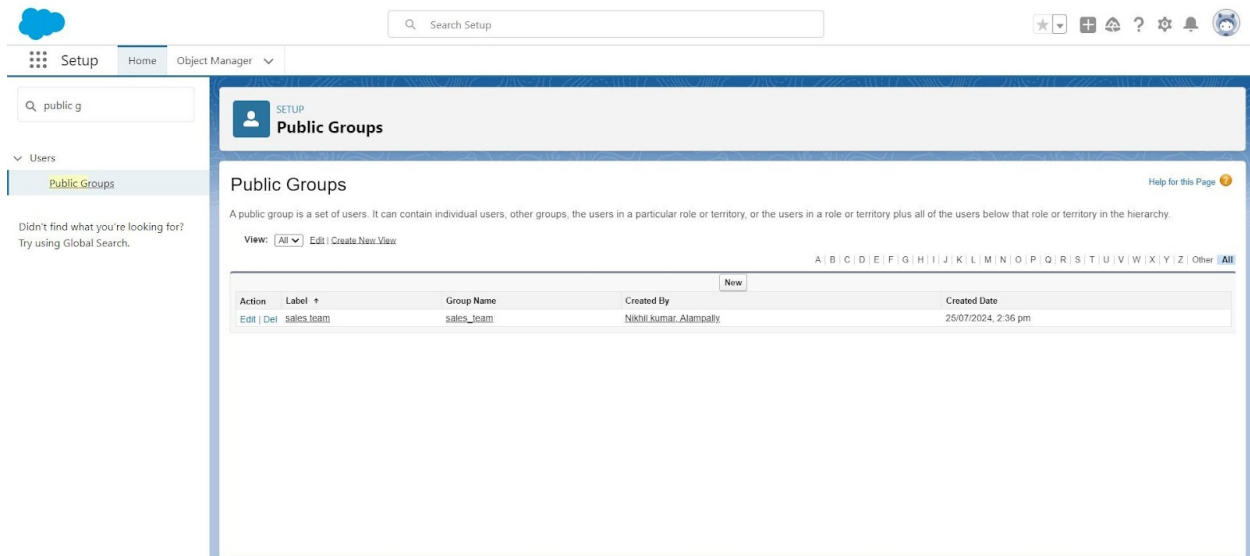 Search Setup
Setup Home Object Manager
public g
Users
Public Groups
Didn't find what you're looking for?
Try using Global Search.
SETUP
Public Groups
Public Groups
Help for this Page ?
A public group is a set of users. It can contain individual users, other groups, the users in a particular role or territory, or the users in a role or territory plus all of the users below that role or territory in the hierarchy.
View: All Edit | Create New View
A | B | C | D | E | F | G | H | I | J | K | L | M | N | O | P | Q | R | S | T | U | V | W | X | Y | Z | Other All
New
Action Label ↑ Group Name Created By Created Date
Edit | Del sales team sales_team Nikhil kumar, Alampally 25/07/2024, 2:36 pm